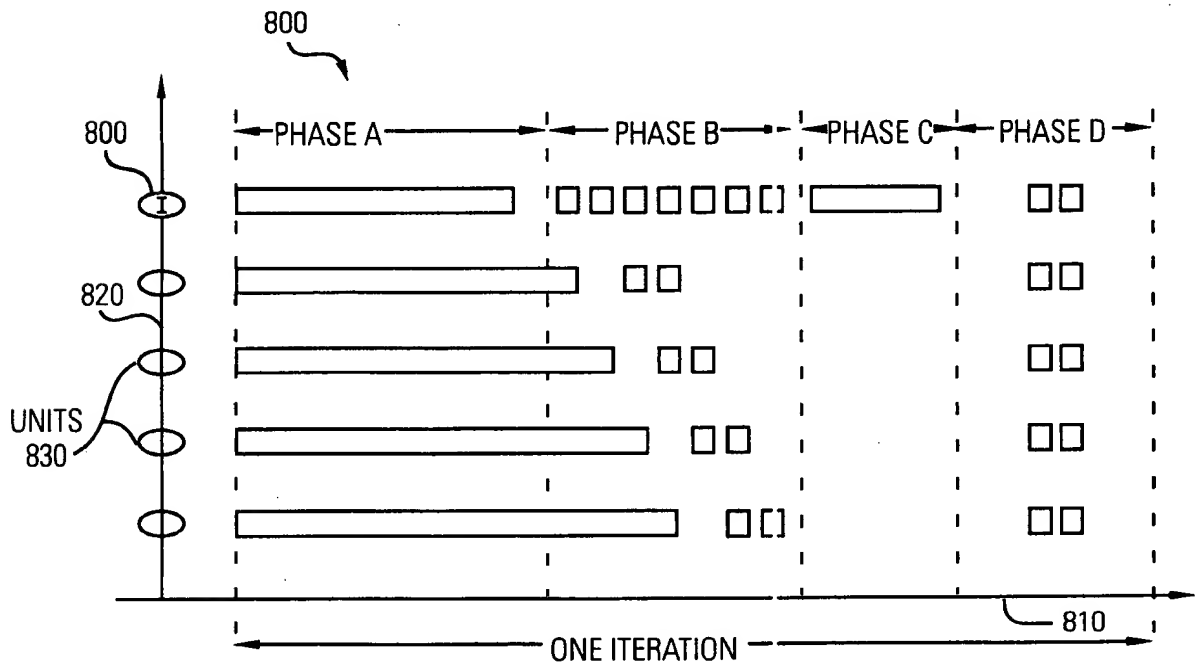 800
PHASE A
PHASE B
PHASE C
PHASE D
800
I
820
UNITS
830
810
ONE ITERATION